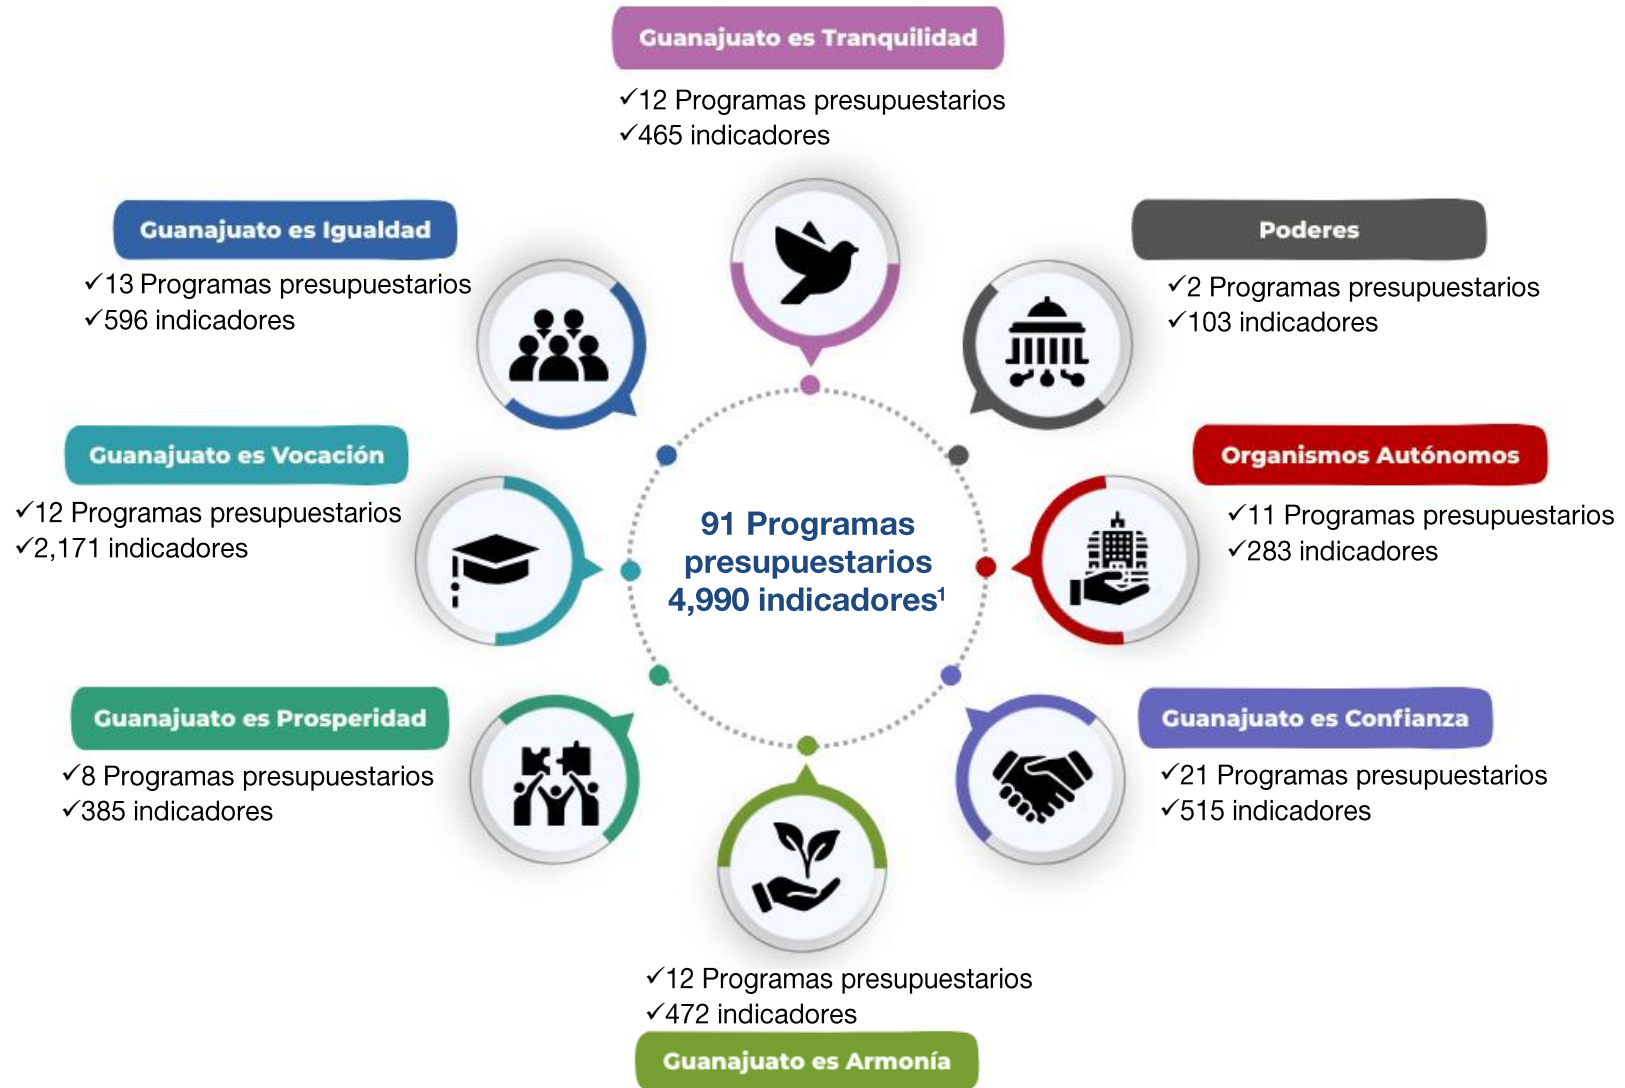 Guanajuato es Tranquilidad
✓12 Programas presupuestarios
✓465 indicadores
Guanajuato es Igualdad
✓13 Programas presupuestarios
✓596 indicadores
Poderes
✓2 Programas presupuestarios
✓103 indicadores
Guanajuato es Vocación
✓12 Programas presupuestarios
✓2,171 indicadores
91 Programas
presupuestarios
4,990 indicadores¹
Organismos Autónomos
✓11 Programas presupuestarios
✓283 indicadores
Guanajuato es Prosperidad
✓8 Programas presupuestarios
✓385 indicadores
Guanajuato es Confianza
✓21 Programas presupuestarios
✓515 indicadores
✓12 Programas presupuestarios
✓472 indicadores
Guanajuato es Armonía